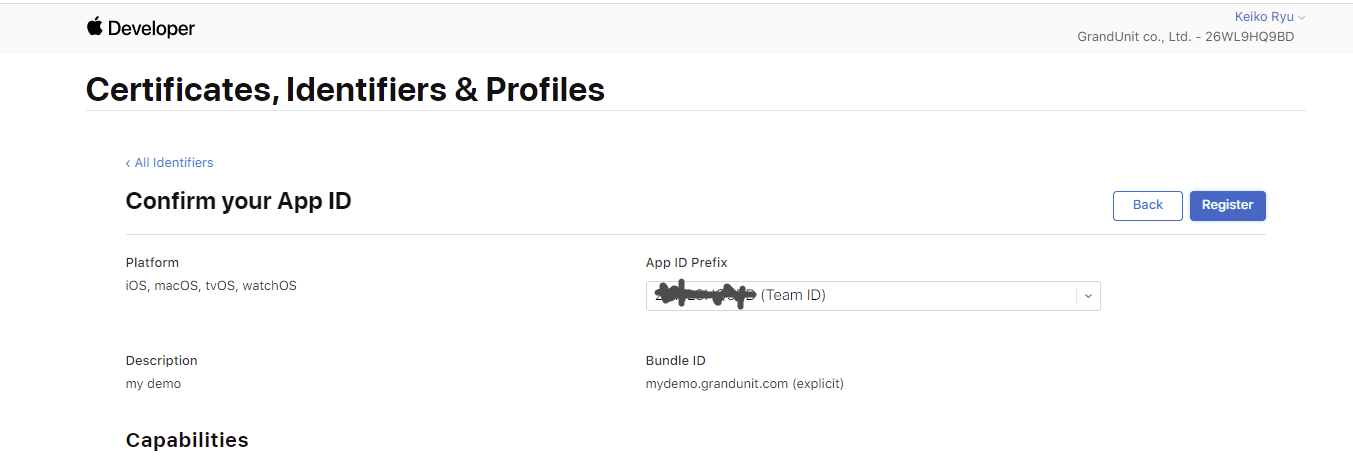 Developer
Keiko Ryu
GrandUnit co., Ltd. - 26WL9HQ9BD
Certificates, Identifiers & Profiles
‹ All Identifiers
Confirm your App ID
Back
Register
Platform
iOS, macOS, tvOS, watchOS
App ID Prefix
(Team ID)
Description
my demo
Bundle ID
mydemo.grandunit.com (explicit)
Capabilities